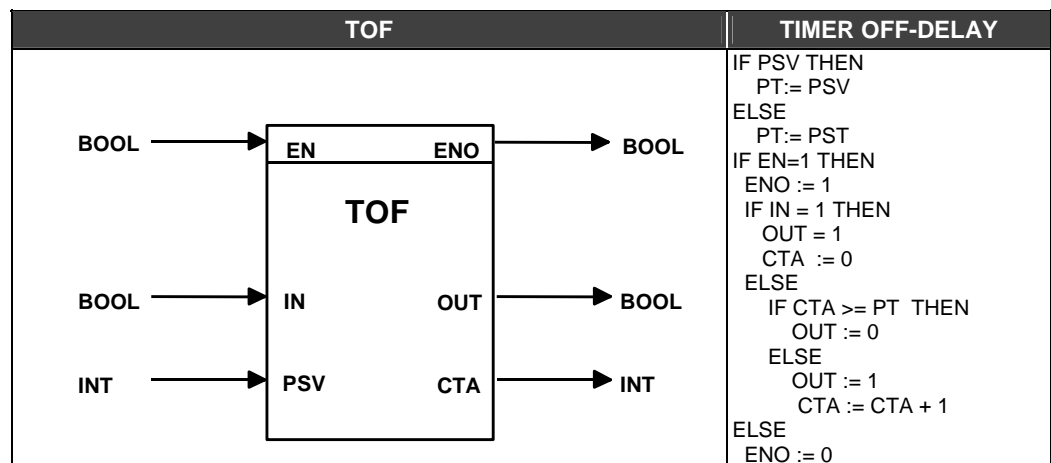 TOF
TIMER OFF-DELAY
BOOL
EN
ENO
BOOL
TOF
BOOL
IN
OUT
BOOL
INT
PSV
CTA
INT
IF PSV THEN
PT:= PSV
ELSE
PT:= PST
IF EN=1 THEN
ENO := 1
IF IN = 1 THEN
OUT = 1
CTA := 0
ELSE
IF CTA >= PT THEN
OUT := 0
ELSE
OUT := 1
CTA := CTA + 1
ELSE
ENO := 0